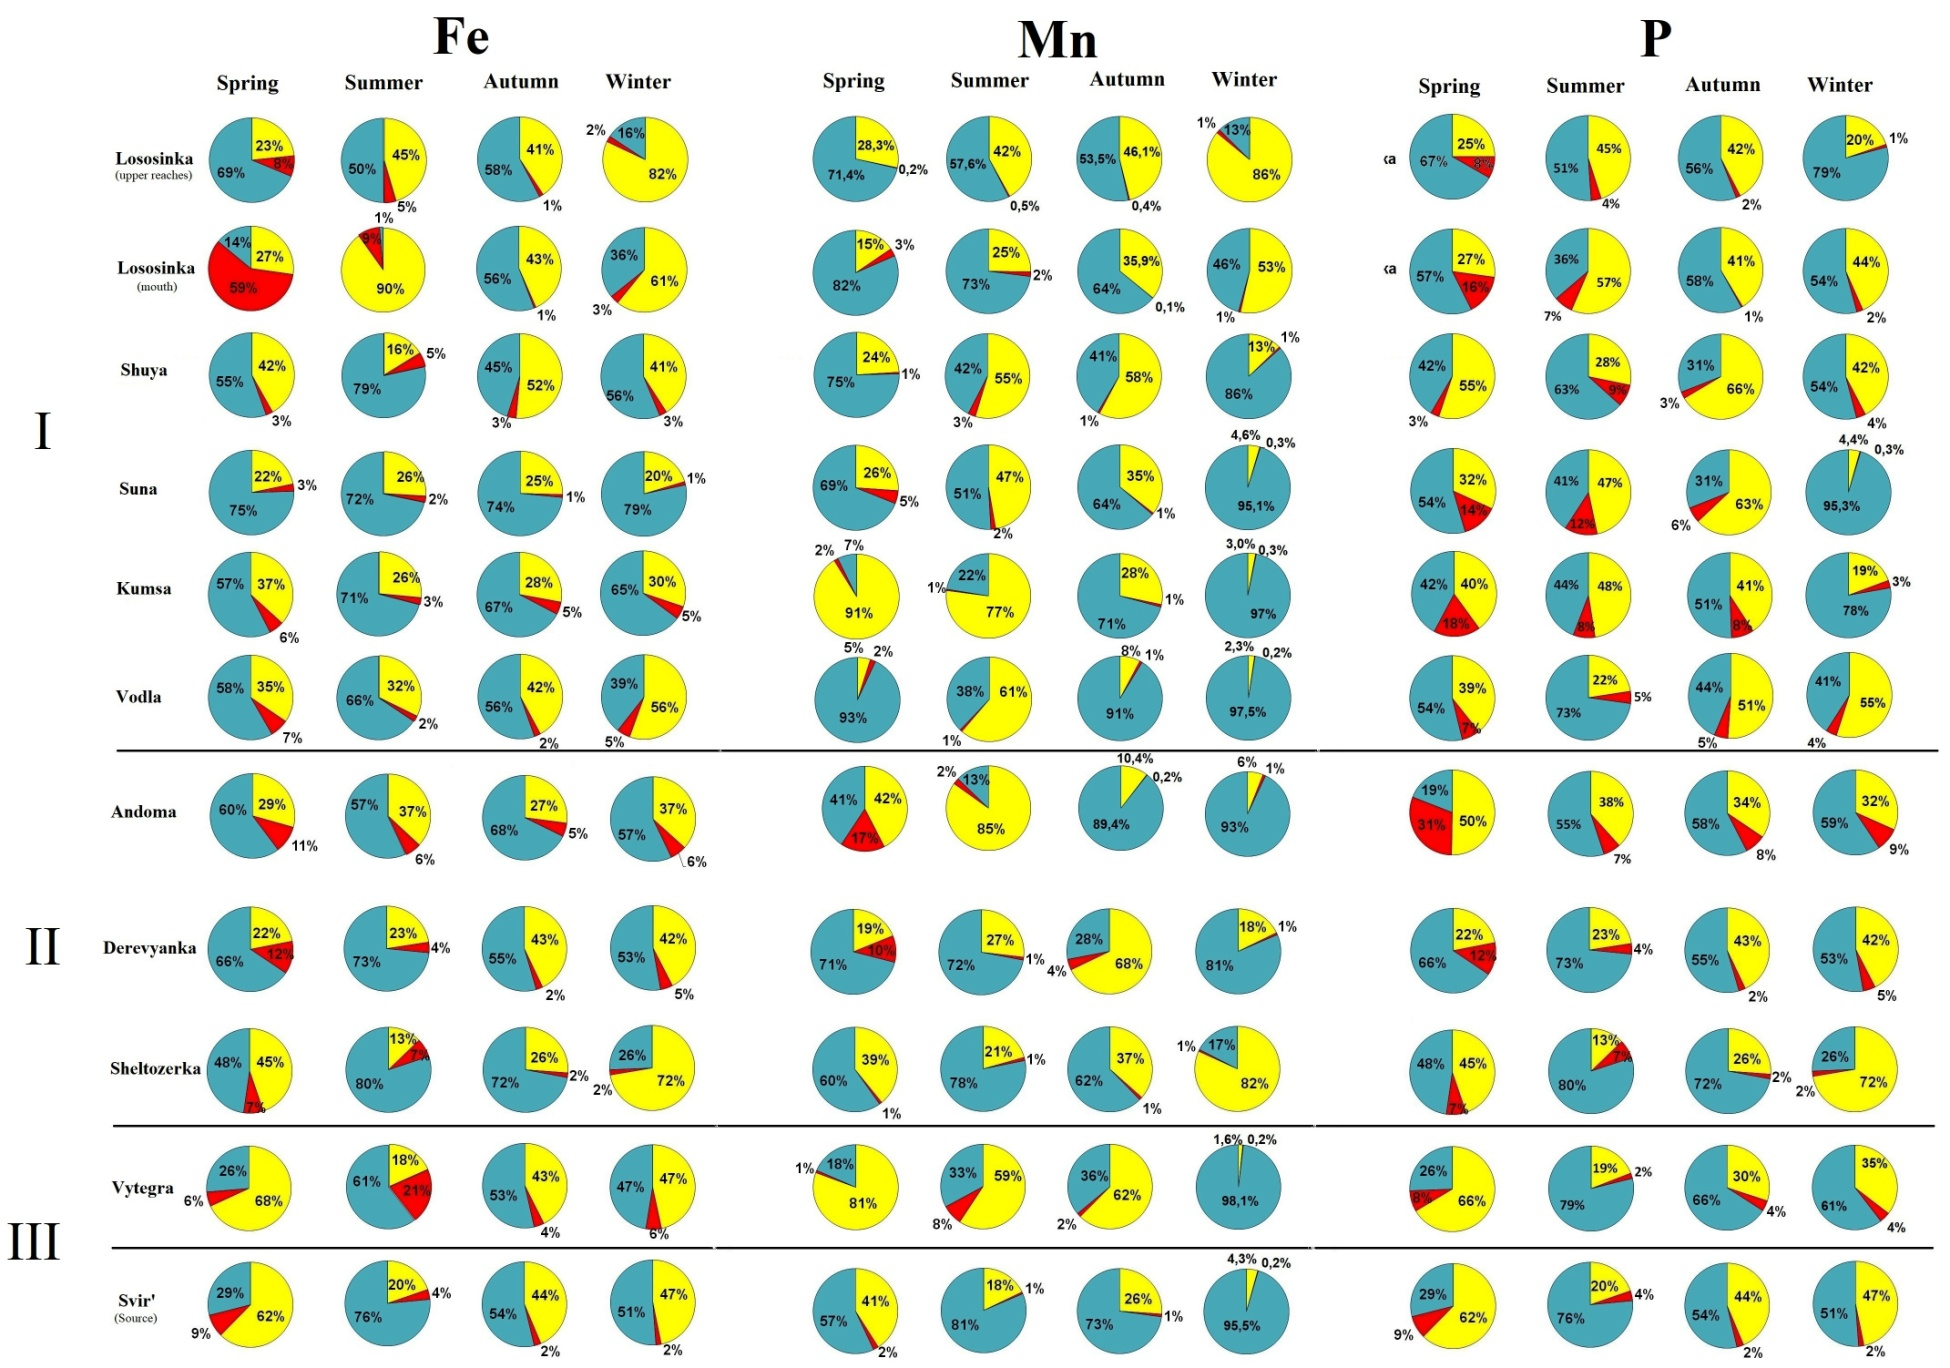 Fe Mn P
Spring Summer Autumn Winter Spring Summer Autumn Winter Spring Summer Autumn Winter
Lososinka
(upper reaches)
23% 8% 69% 45% 5% 50% 41% 1% 58% 2% 16% 82% 28,3% 0,2% 71,4% 42% 0,5% 57,6% 46,1% 0,4% 53,5% 1% 13% 86% ка 25% 8% 67% 45% 4% 51% 42% 2% 56% 20% 1% 79%
Lososinka
(mouth)
14% 27% 59% 1% 9% 90% 43% 1% 56% 36% 61% 3% 15% 3% 82% 25% 2% 73% 35,9% 0,1% 64% 46% 53% 1% ка 27% 16% 57% 36% 57% 7% 41% 1% 58% 44% 2% 54%
Shuya
42% 3% 55% 16% 5% 79% 45% 52% 3% 41% 3% 56% 24% 1% 75% 42% 55% 3% 41% 58% 1% 13% 1% 86% 42% 55% 3% 28% 9% 63% 31% 66% 3% 42% 4% 54%
I
Suna
22% 3% 75% 26% 2% 72% 25% 1% 74% 20% 1% 79% 26% 5% 69% 47% 2% 51% 35% 1% 64% 4,6% 0,3% 95,1% 32% 14% 54% 41% 47% 12% 31% 63% 6% 4,4% 0,3% 95,3%
Kumsa
57% 37% 6% 26% 3% 71% 28% 5% 67% 30% 5% 65% 2% 7% 91% 22% 1% 77% 28% 1% 71% 3,0% 0,3% 97% 42% 40% 18% 44% 48% 8% 41% 8% 51% 19% 3% 78%
Vodla
58% 35% 7% 32% 2% 66% 42% 2% 56% 39% 56% 5% 5% 2% 93% 38% 61% 1% 8% 1% 91% 2,3% 0,2% 97,5% 39% 7% 54% 22% 5% 73% 44% 51% 5% 41% 55% 4%
Andoma
60% 29% 11% 57% 37% 6% 27% 5% 68% 37% 6% 57% 41% 42% 17% 2% 13% 85% 10,4% 0,2% 89,4% 6% 1% 93% 19% 31% 50% 38% 7% 55% 34% 8% 58% 32% 9% 59%
II
Derevyanka
22% 12% 66% 23% 4% 73% 43% 2% 55% 42% 5% 53% 19% 10% 71% 27% 1% 72% 28% 4% 68% 18% 1% 81% 22% 12% 66% 23% 4% 73% 43% 2% 55% 42% 5% 53%
Sheltozerka
48% 45% 7% 13% 7% 80% 26% 2% 72% 26% 2% 72% 39% 1% 60% 21% 1% 78% 37% 1% 62% 1% 17% 82% 48% 45% 7% 13% 7% 80% 26% 2% 72% 26% 2% 72%
Vytegra
26% 6% 68% 18% 21% 61% 43% 4% 53% 47% 47% 6% 1% 18% 81% 33% 59% 8% 36% 62% 2% 1,6% 0,2% 98,1% 26% 8% 66% 19% 2% 79% 30% 4% 66% 35% 4% 61%
III
Svir'
(Source)
29% 62% 9% 20% 4% 76% 44% 2% 54% 47% 2% 51% 41% 2% 57% 18% 1% 81% 26% 1% 73% 4,3% 0,2% 95,5% 29% 62% 9% 20% 4% 76% 44% 2% 54% 47% 2% 51%